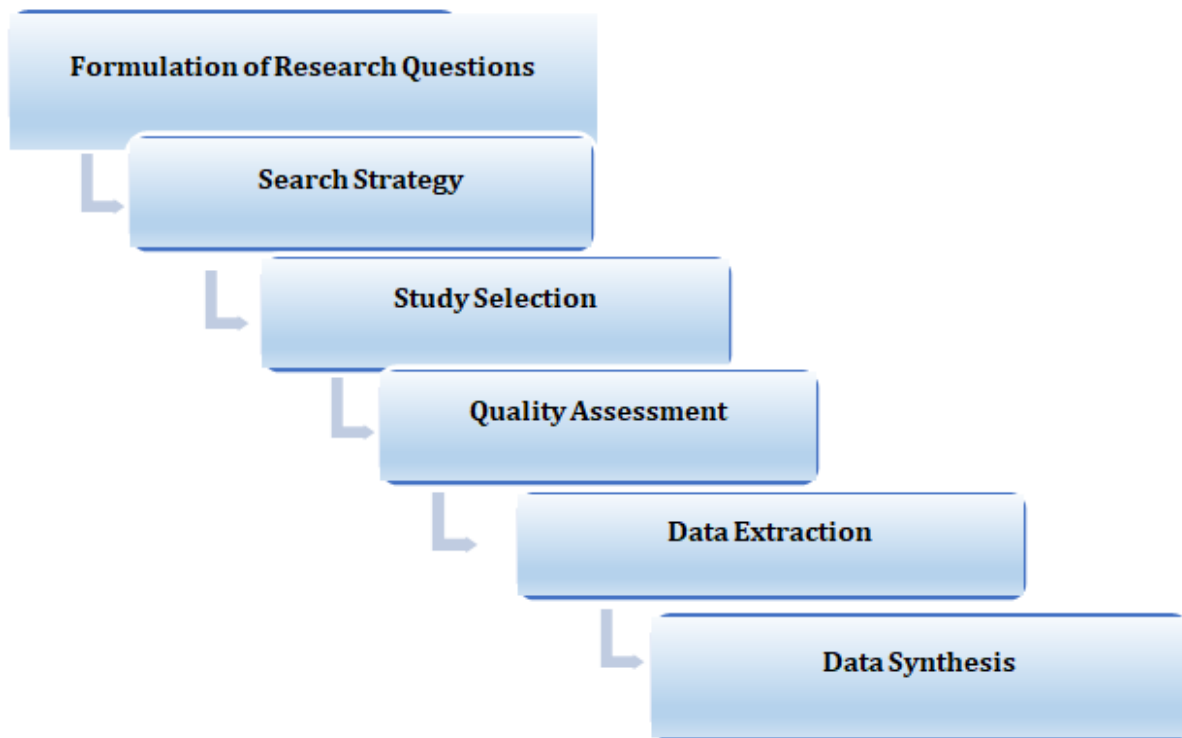 Formulation of Research Questions
Search Strategy
Study Selection
Quality Assessment
Data Extraction
Data Synthesis